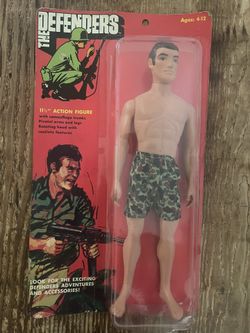 THE DEFENDERS
Ages: 4-12
11½" ACTION FIGURE
with camouflage trunks
Pivotal arms and legs
Rotating head with
realistic features
LOOK FOR THE EXCITING
DEFENDERS ADVENTURES
AND ACCESSORIES!